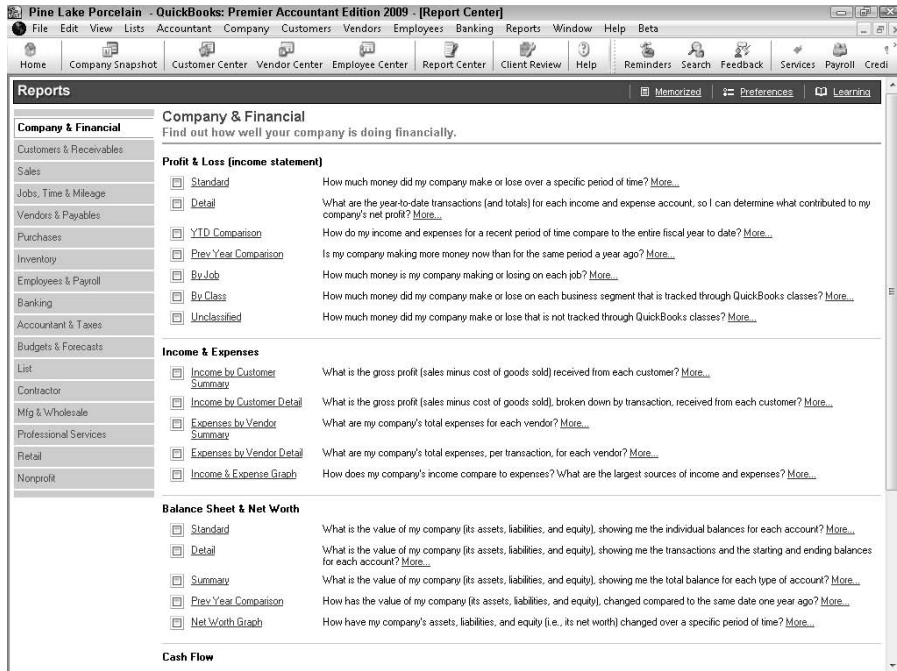 Pine Lake Porcelain - QuickBooks: Premier Accountant Edition 2009 - [Report Center]
File Edit View Lists Accountant Company Customers Vendors Employees Banking Reports Window Help Beta
Home Company Snapshot Customer Center Vendor Center Employee Center Report Center Client Review Help Reminders Search Feedback Services Payroll Credi
Reports Memorized Preferences Learning
Company & Financial
Customers & Receivables
Sales
Jobs, Time & Mileage
Vendors & Payables
Purchases
Inventory
Employees & Payroll
Banking
Accountant & Taxes
Budgets & Forecasts
List
Contractor
Mfg & Wholesale
Professional Services
Retail
Nonprofit
Company & Financial
Find out how well your company is doing financially.
Profit & Loss (income statement)
Standard How much money did my company make or lose over a specific period of time? More...
Detail What are the year-to-date transactions (and totals) for each income and expense account, so I can determine what contributed to my
company's net profit? More...
YTD Comparison How do my income and expenses for a recent period of time compare to the entire fiscal year to date? More...
Prev Year Comparison Is my company making more money now than for the same period a year ago? More...
By Job How much money is my company making or losing on each job? More...
By Class How much money did my company make or lose on each business segment that is tracked through QuickBooks classes? More...
Unclassified How much money did my company make or lose that is not tracked through QuickBooks classes? More...
Income & Expenses
Income by Customer What is the gross profit (sales minus cost of goods sold) received from each customer? More...
Summary
Income by Customer Detail What is the gross profit (sales minus cost of goods sold), broken down by transaction, received from each customer? More...
Expenses by Vendor What are my company's total expenses for each vendor? More...
Summary
Expenses by Vendor Detail What are my company's total expenses, per transaction, for each vendor? More...
Income & Expense Graph How does my company's income compare to expenses? What are the largest sources of income and expenses? More...
Balance Sheet & Net Worth
Standard What is the value of my company (its assets, liabilities, and equity), showing me the individual balances for each account? More...
Detail What is the value of my company (its assets, liabilities, and equity), showing me the transactions and the starting and ending balances
for each account? More...
Summary What is the value of my company (its assets, liabilities, and equity), showing me the total balance for each type of account? More...
Prev Year Comparison How has the value of my company (its assets, liabilities, and equity), changed compared to the same date one year ago? More...
Net Worth Graph How have my company's assets, liabilities, and equity (i.e., its net worth) changed over a specific period of time? More...
Cash Flow